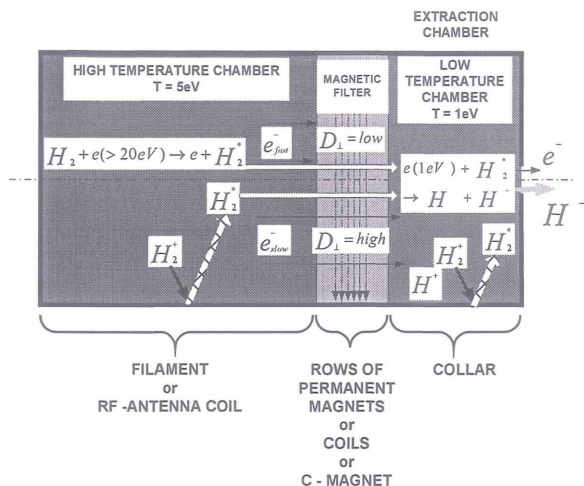 EXTRACTION
CHAMBER
HIGH TEMPERATURE CHAMBER
T = 5eV
MAGNETIC
FILTER
LOW
TEMPERATURE
CHAMBER
T = 1eV
H₂ + e(> 20eV) → e + H₂*
e⁻fast
D⊥ = low
e(1eV) + H₂*
→ H + H⁻
e⁻
H⁻
H₂*
H₂⁺
e⁻slow
D⊥ = high
H⁺
H₂⁺
H₂*
FILAMENT
or
RF -ANTENNA COIL
ROWS OF
PERMANENT
MAGNETS
or
COILS
or
C - MAGNET
COLLAR